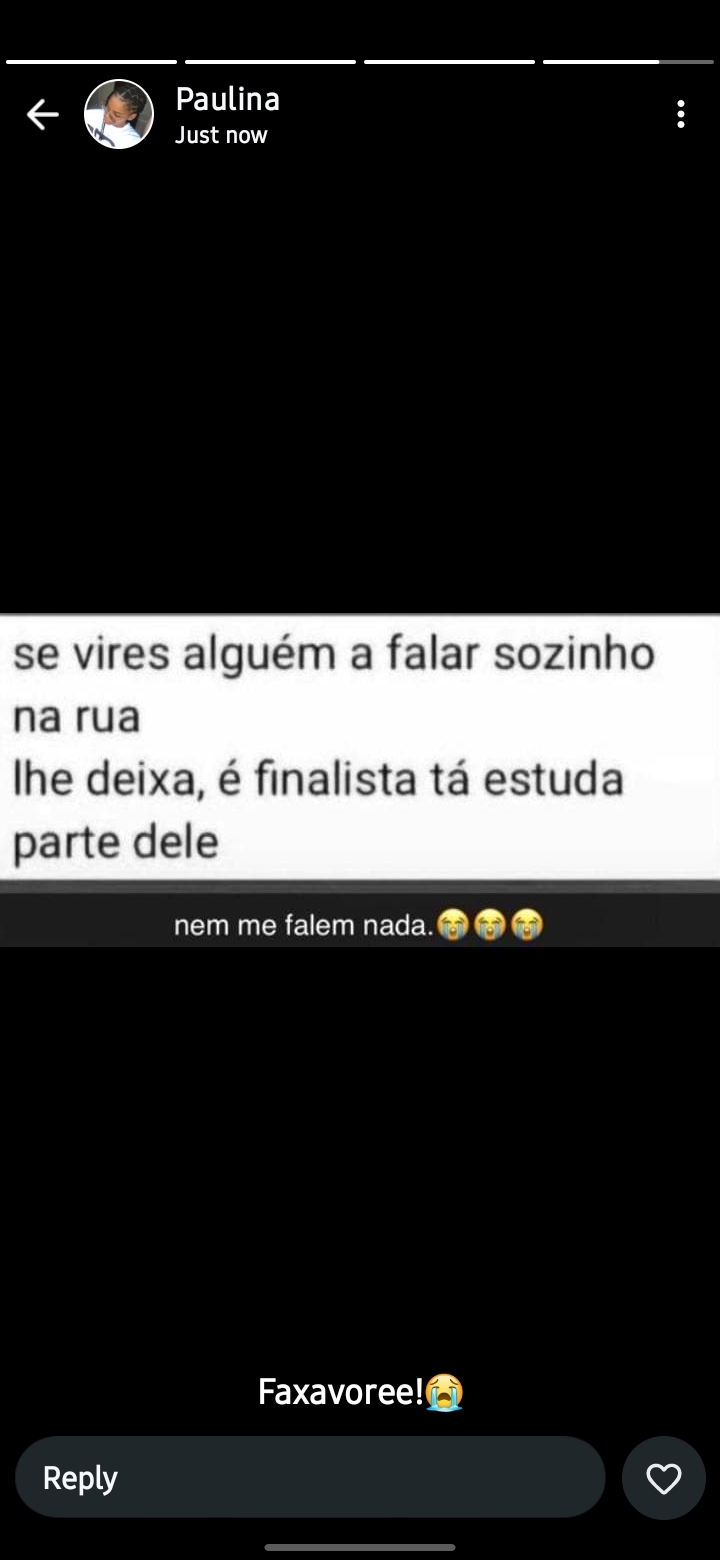 Paulina
Just now
se vires alguém a falar sozinho
na rua
lhe deixa, é finalista tá estuda
parte dele
nem me falem nada.😭😭😭
Faxavoree!😭
Reply